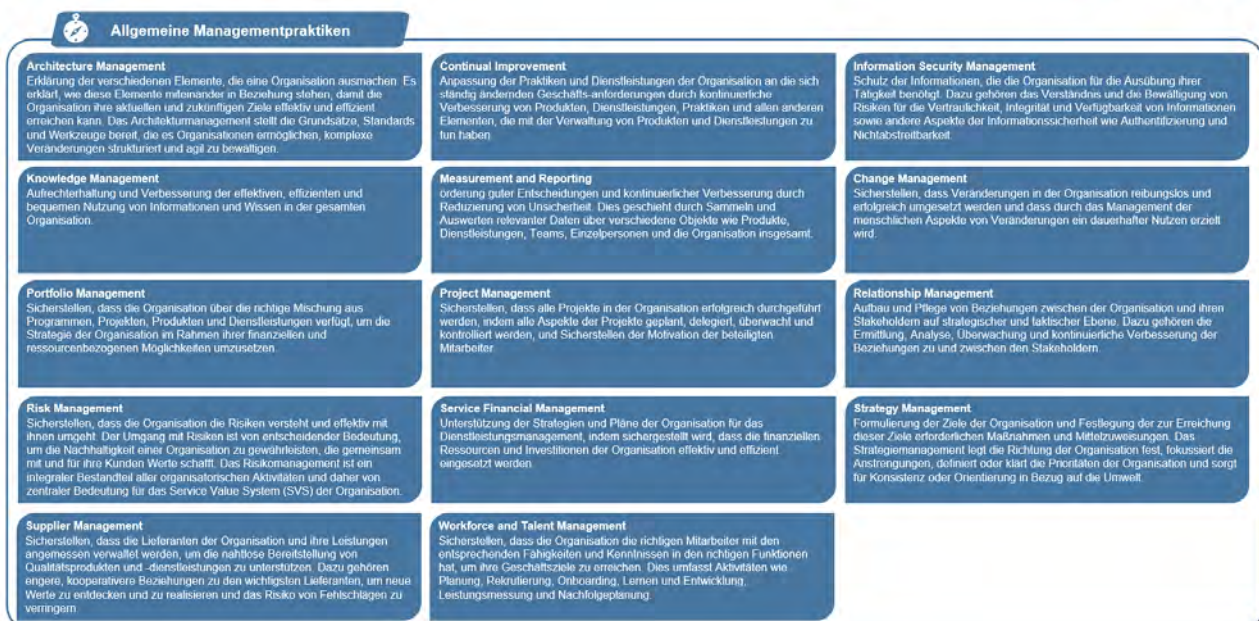 Allgemeine Managementpraktiken
Architecture Management
Erklärung der verschiedenen Elemente, die eine Organisation ausmachen. Es
erklärt, wie diese Elemente miteinander in Beziehung stehen, damit die
Organisation ihre aktuellen und zukünftigen Ziele effektiv und effizient
erreichen kann. Das Architekturmanagement stellt die Grundsätze, Standards
und Werkzeuge bereit, die es Organisationen ermöglichen, komplexe
Veränderungen strukturiert und agil zu bewältigen.
Continual Improvement
Anpassung der Praktiken und Dienstleistungen der Organisation an die sich
ständig ändernden Geschäfts-anforderungen durch kontinuierliche
Verbesserung von Produkten, Dienstleistungen, Praktiken und allen anderen
Elementen, die mit der Verwaltung von Produkten und Dienstleistungen zu
tun haben.
Information Security Management
Schutz der Informationen, die die Organisation für die Ausübung ihrer
Tätigkeit benötigt. Dazu gehören das Verständnis und die Bewältigung von
Risiken für die Vertraulichkeit, Integrität und Verfügbarkeit von Informationen
sowie andere Aspekte der Informationssicherheit wie Authentifizierung und
Nichtabstreitbarkeit.
Knowledge Management
Aufrechterhaltung und Verbesserung der effektiven, effizienten und
bequemen Nutzung von Informationen und Wissen in der gesamten
Organisation.
Measurement and Reporting
örderung guter Entscheidungen und kontinuierlicher Verbesserung durch
Reduzierung von Unsicherheit. Dies geschieht durch Sammeln und
Auswerten relevanter Daten über verschiedene Objekte wie Produkte,
Dienstleistungen, Teams, Einzelpersonen und die Organisation insgesamt.
Change Management
Sicherstellen, dass Veränderungen in der Organisation reibungslos und
erfolgreich umgesetzt werden und dass durch das Management der
menschlichen Aspekte von Veränderungen ein dauerhafter Nutzen erzielt
wird.
Portfolio Management
Sicherstellen, dass die Organisation über die richtige Mischung aus
Programmen, Projekten, Produkten und Dienstleistungen verfügt, um die
Strategie der Organisation im Rahmen ihrer finanziellen und
ressourcenbezogenen Möglichkeiten umzusetzen.
Project Management
Sicherstellen, dass alle Projekte in der Organisation erfolgreich durchgeführt
werden, indem alle Aspekte der Projekte geplant, delegiert, überwacht und
kontrolliert werden, und Sicherstellen der Motivation der beteiligten
Mitarbeiter.
Relationship Management
Aufbau und Pflege von Beziehungen zwischen der Organisation und ihren
Stakeholdern auf strategischer und taktischer Ebene. Dazu gehören die
Ermittlung, Analyse, Überwachung und kontinuierliche Verbesserung der
Beziehungen zu und zwischen den Stakeholdern.
Risk Management
Sicherstellen, dass die Organisation die Risiken versteht und effektiv mit
ihnen umgeht. Der Umgang mit Risiken ist von entscheidender Bedeutung,
um die Nachhaltigkeit einer Organisation zu gewährleisten, die gemeinsam
mit und für ihre Kunden Werte schafft. Das Risikomanagement ist ein
integraler Bestandteil aller organisatorischen Aktivitäten und daher von
zentraler Bedeutung für das Service Value System (SVS) der Organisation.
Service Financial Management
Unterstützung der Strategien und Pläne der Organisation für das
Dienstleistungsmanagement, indem sichergestellt wird, dass die finanziellen
Ressourcen und Investitionen der Organisation effektiv und effizient
eingesetzt werden.
Strategy Management
Formulierung der Ziele der Organisation und Festlegung der zur Erreichung
dieser Ziele erforderlichen Maßnahmen und Mittelzuweisungen. Das
Strategiemanagement legt die Richtung der Organisation fest, fokussiert die
Anstrengungen, definiert oder klärt die Prioritäten der Organisation und sorgt
für Konsistenz oder Orientierung in Bezug auf die Umwelt.
Supplier Management
Sicherstellen, dass die Lieferanten der Organisation und ihre Leistungen
angemessen verwaltet werden, um die nahtlose Bereitstellung von
Qualitätsprodukten und -dienstleistungen zu unterstützen. Dazu gehören
engere, kooperativere Beziehungen zu den wichtigsten Lieferanten, um neue
Werte zu entdecken und zu realisieren und das Risiko von Fehlschlägen zu
verringern.
Workforce and Talent Management
Sicherstellen, dass die Organisation die richtigen Mitarbeiter mit den
entsprechenden Fähigkeiten und Kenntnissen in den richtigen Funktionen
hat, um ihre Geschäftsziele zu erreichen. Dies umfasst Aktivitäten wie
Planung, Rekrutierung, Onboarding, Lernen und Entwicklung,
Leistungsmessung und Nachfolgeplanung.